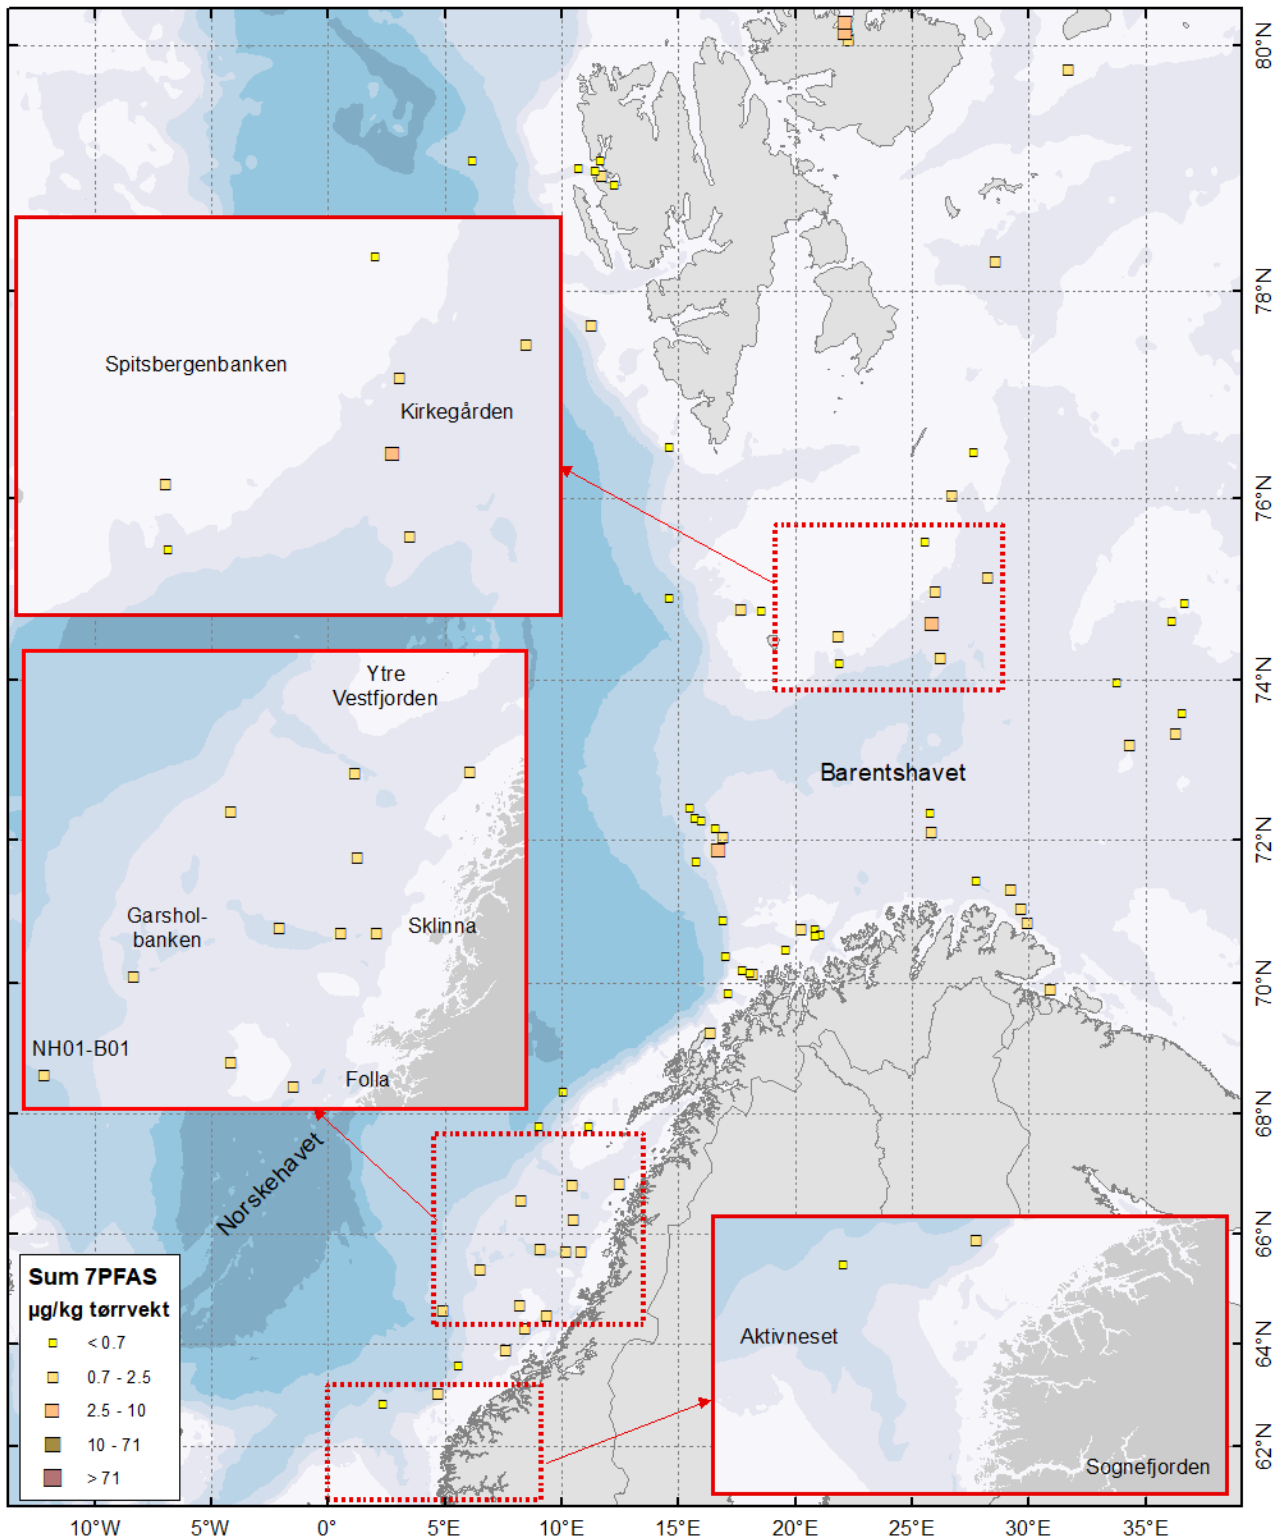 80°N
78°N
76°N
74°N
72°N
70°N
68°N
66°N
64°N
62°N
Spitsbergenbanken
Kirkegården
Ytre
Vestfjorden
Garshol-
banken
Sklinna
NH01-B01
Folla
Barentshavet
Norskehavet
Aktivneset
Sognefjorden
Sum 7PFAS
µg/kg tørrvekt
< 0.7
0.7 - 2.5
2.5 - 10
10 - 71
> 71
10°W
5°W
0°
5°E
10°E
15°E
20°E
25°E
30°E
35°E